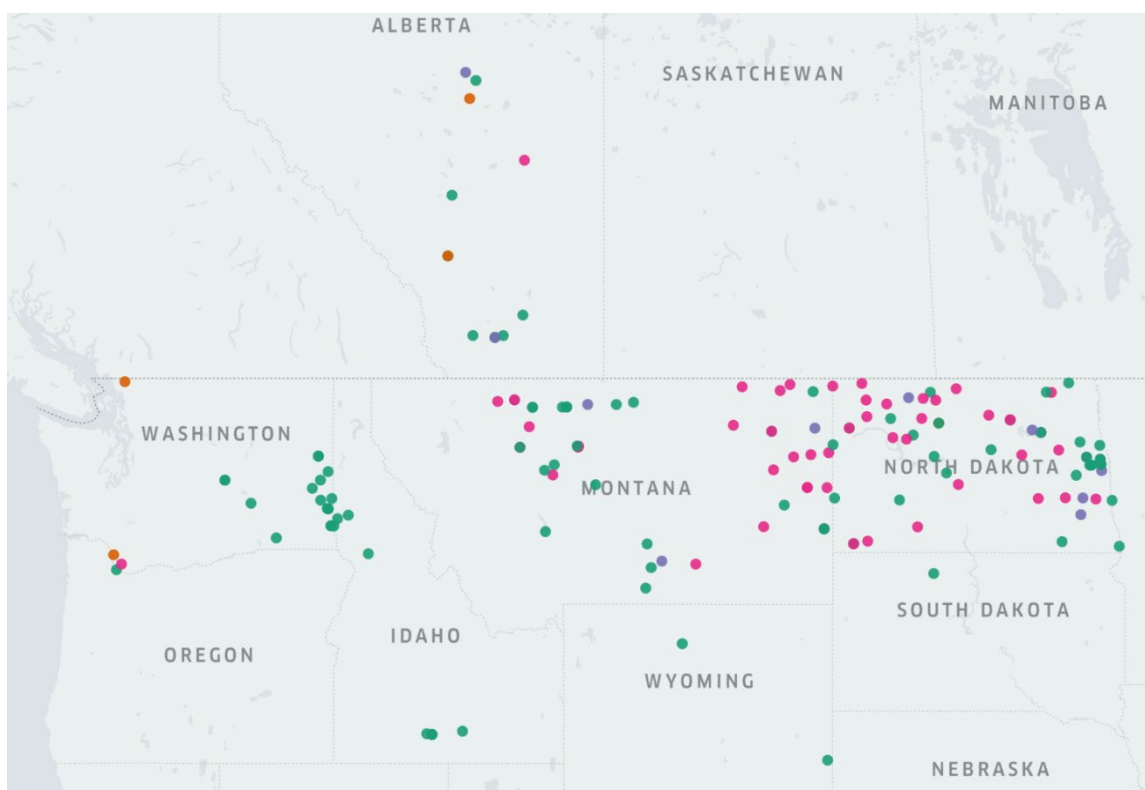 ALBERTA
SASKATCHEWAN
MANITOBA
WASHINGTON
MONTANA
NORTH DAKOTA
OREGON
IDAHO
WYOMING
SOUTH DAKOTA
NEBRASKA